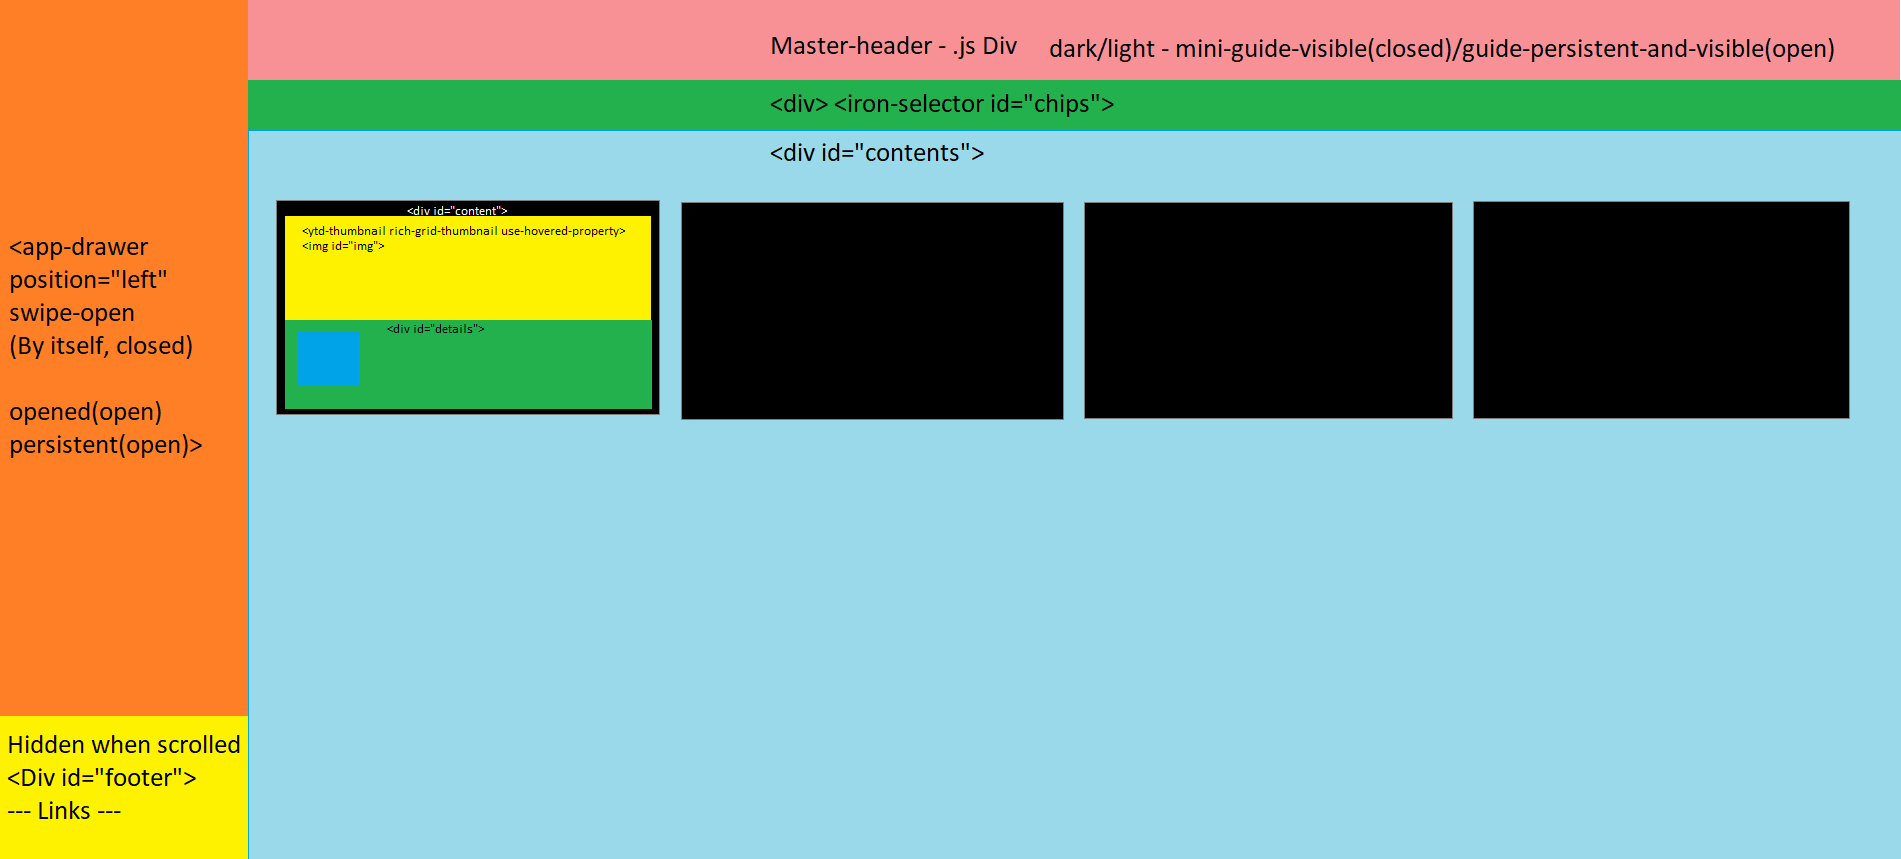 Master-header - .js Div
dark/light - mini-guide-visible(closed)/guide-persistent-and-visible(open)
<div> <iron-selector id="chips">
<div id="contents">
<div id="content">
<ytd-thumbnail rich-grid-thumbnail use-hovered-property>
<img id="img">
<div id="details">
<app-drawer
position="left"
swipe-open
(By itself, closed)
opened(open)
persistent(open)>
Hidden when scrolled
<Div id="footer">
--- Links ---